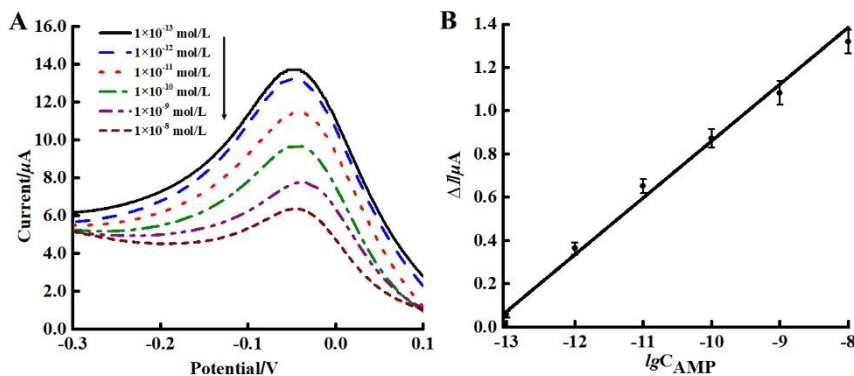 A
1×10⁻¹³ mol/L
1×10⁻¹² mol/L
1×10⁻¹¹ mol/L
1×10⁻¹⁰ mol/L
1×10⁻⁹ mol/L
1×10⁻⁸ mol/L
16.0
14.0
12.0
10.0
8.0
6.0
4.0
2.0
0.0
Current/μA
-0.3
-0.2
-0.1
0.0
0.1
Potential/V
B
1.4
1.2
1.0
0.8
0.6
0.4
0.2
0.0
ΔI/μA
-13
-12
-11
-10
-9
-8
lgC_AMP